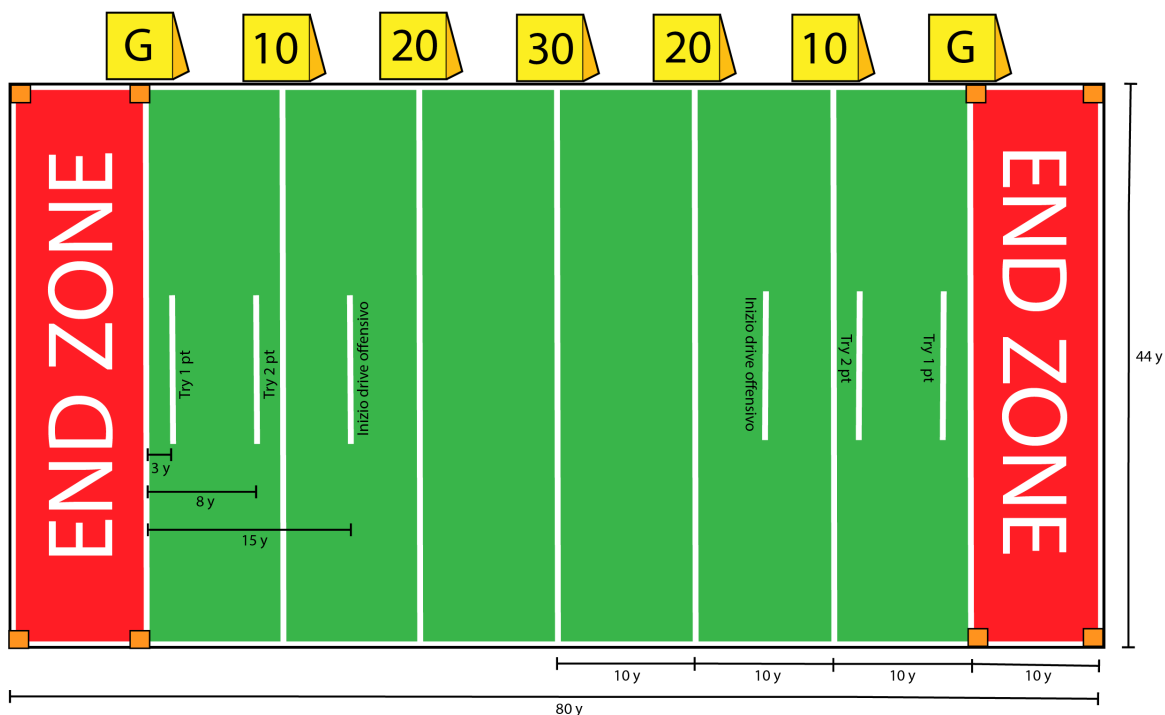 G
10
20
30
20
10
G
END ZONE
Try 1 pt
Try 2 pt
Inizio drive offensivo
Inizio drive offensivo
Try 2 pt
Try 1 pt
END ZONE
44 y
3 y
8 y
15 y
10 y
10 y
10 y
10 y
80 y